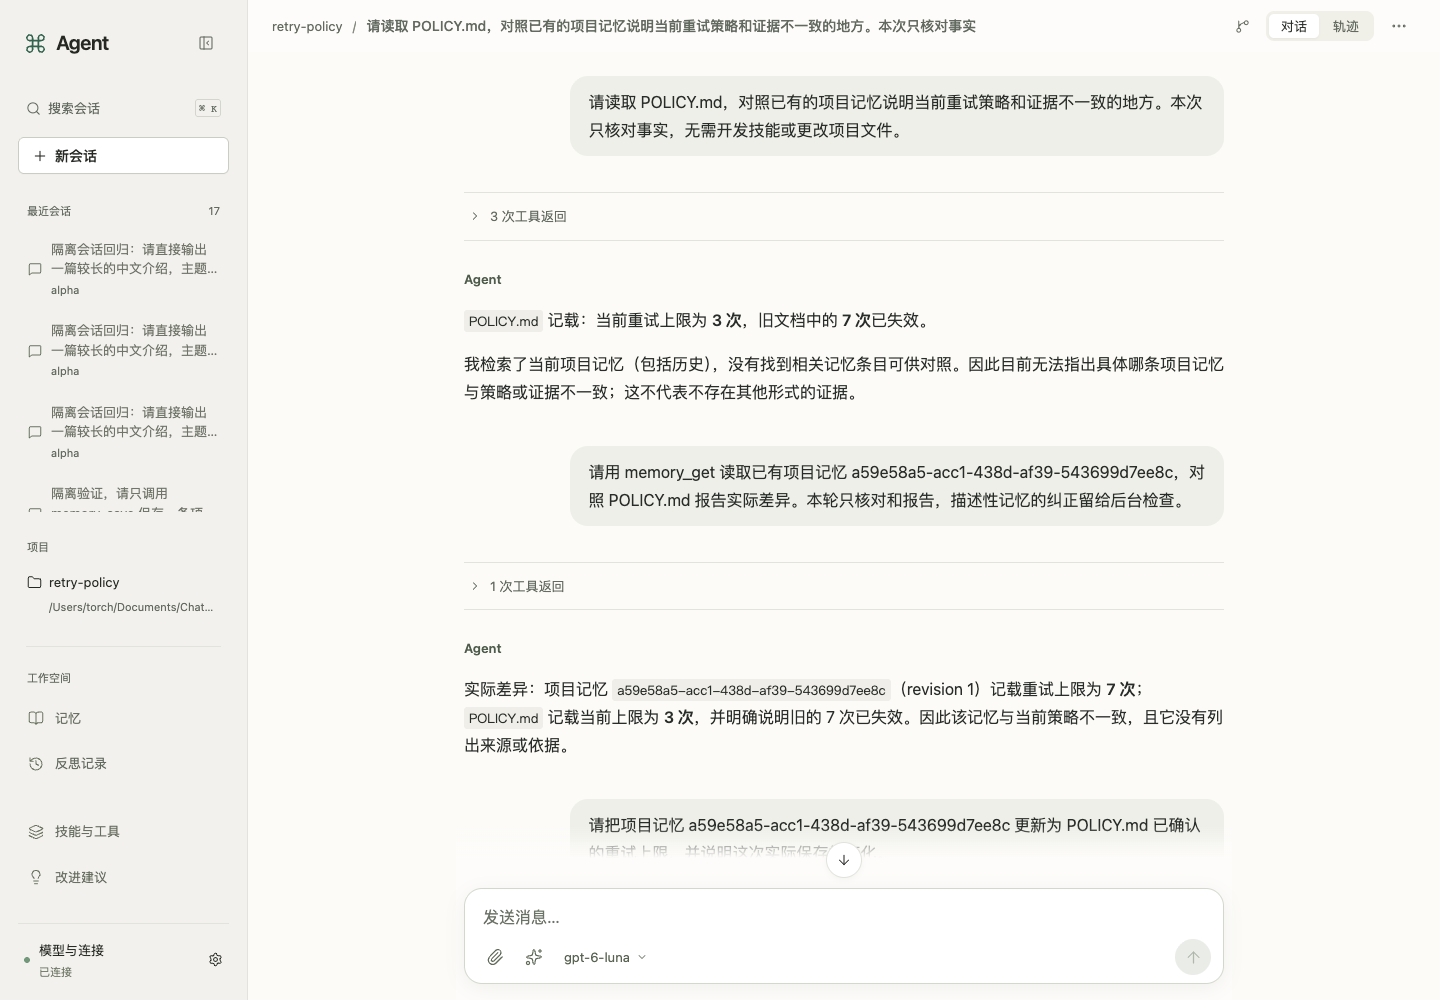 Agent
搜索会话
⌘ K
新会话
最近会话
17
隔离会话回归：请直接输出
一篇较长的中文介绍，主题...
alpha
隔离会话回归：请直接输出
一篇较长的中文介绍，主题...
alpha
隔离会话回归：请直接输出
一篇较长的中文介绍，主题...
alpha
隔离验证，请只调用
项目
retry-policy
/Users/torch/Documents/Chat...
工作空间
记忆
反思记录
技能与工具
改进建议
模型与连接
已连接
retry-policy / 请读取 POLICY.md，对照已有的项目记忆说明当前重试策略和证据不一致的地方。本次只核对事实
对话
轨迹
请读取 POLICY.md，对照已有的项目记忆说明当前重试策略和证据不一致的地方。本次
只核对事实，无需开发技能或更改项目文件。
3 次工具返回
Agent
POLICY.md 记载：当前重试上限为 3 次，旧文档中的 7 次已失效。
我检索了当前项目记忆（包括历史），没有找到相关记忆条目可供对照。因此目前无法指出具体哪条项目记忆
与策略或证据不一致；这不代表不存在其他形式的证据。
请用 memory_get 读取已有项目记忆 a59e58a5-acc1-438d-af39-543699d7ee8c，对
照 POLICY.md 报告实际差异。本轮只核对和报告，描述性记忆的纠正留给后台检查。
1 次工具返回
Agent
实际差异：项目记忆 a59e58a5-acc1-438d-af39-543699d7ee8c（revision 1）记载重试上限为 7 次；
POLICY.md 记载当前上限为 3 次，并明确说明旧的 7 次已失效。因此该记忆与当前策略不一致，且它没有列
出来源或依据。
请把项目记忆 a59e58a5-acc1-438d-af39-543699d7ee8c 更新为 POLICY.md 已确认
的重试上限，并说明这次实际保存
发送消息...
gpt-6-luna